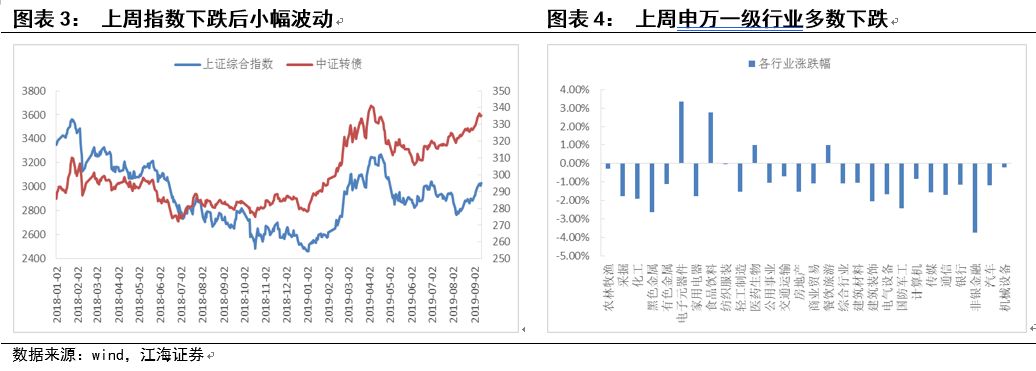 图表 3： 上周指数下跌后小幅波动
图表 4： 上周申万一级行业多数下跌
上证综合指数 中证转债
3800
3600
3400
3200
3000
2800
2600
2400
350
340
330
320
310
300
290
280
270
260
250
2018-01-02
2018-02-02
2018-03-02
2018-04-02
2018-05-02
2018-06-02
2018-07-02
2018-08-02
2018-09-02
2018-10-02
2018-11-02
2018-12-02
2019-01-02
2019-02-02
2019-03-02
2019-04-02
2019-05-02
2019-06-02
2019-07-02
2019-08-02
2019-09-02
各行业涨跌幅
4.00%
3.00%
2.00%
1.00%
0.00%
-1.00%
-2.00%
-3.00%
-4.00%
-5.00%
农林牧渔
采掘
化工
黑色金属
有色金属
电子元器件
家用电器
食品饮料
纺织服装
轻工制造
医药生物
公用事业
交通运输
房地产
商业贸易
餐饮旅游
综合行业
建筑材料
建筑装饰
电气设备
国防军工
计算机
传媒
通信
银行
非银金融
汽车
机械设备
数据来源：wind，江海证券